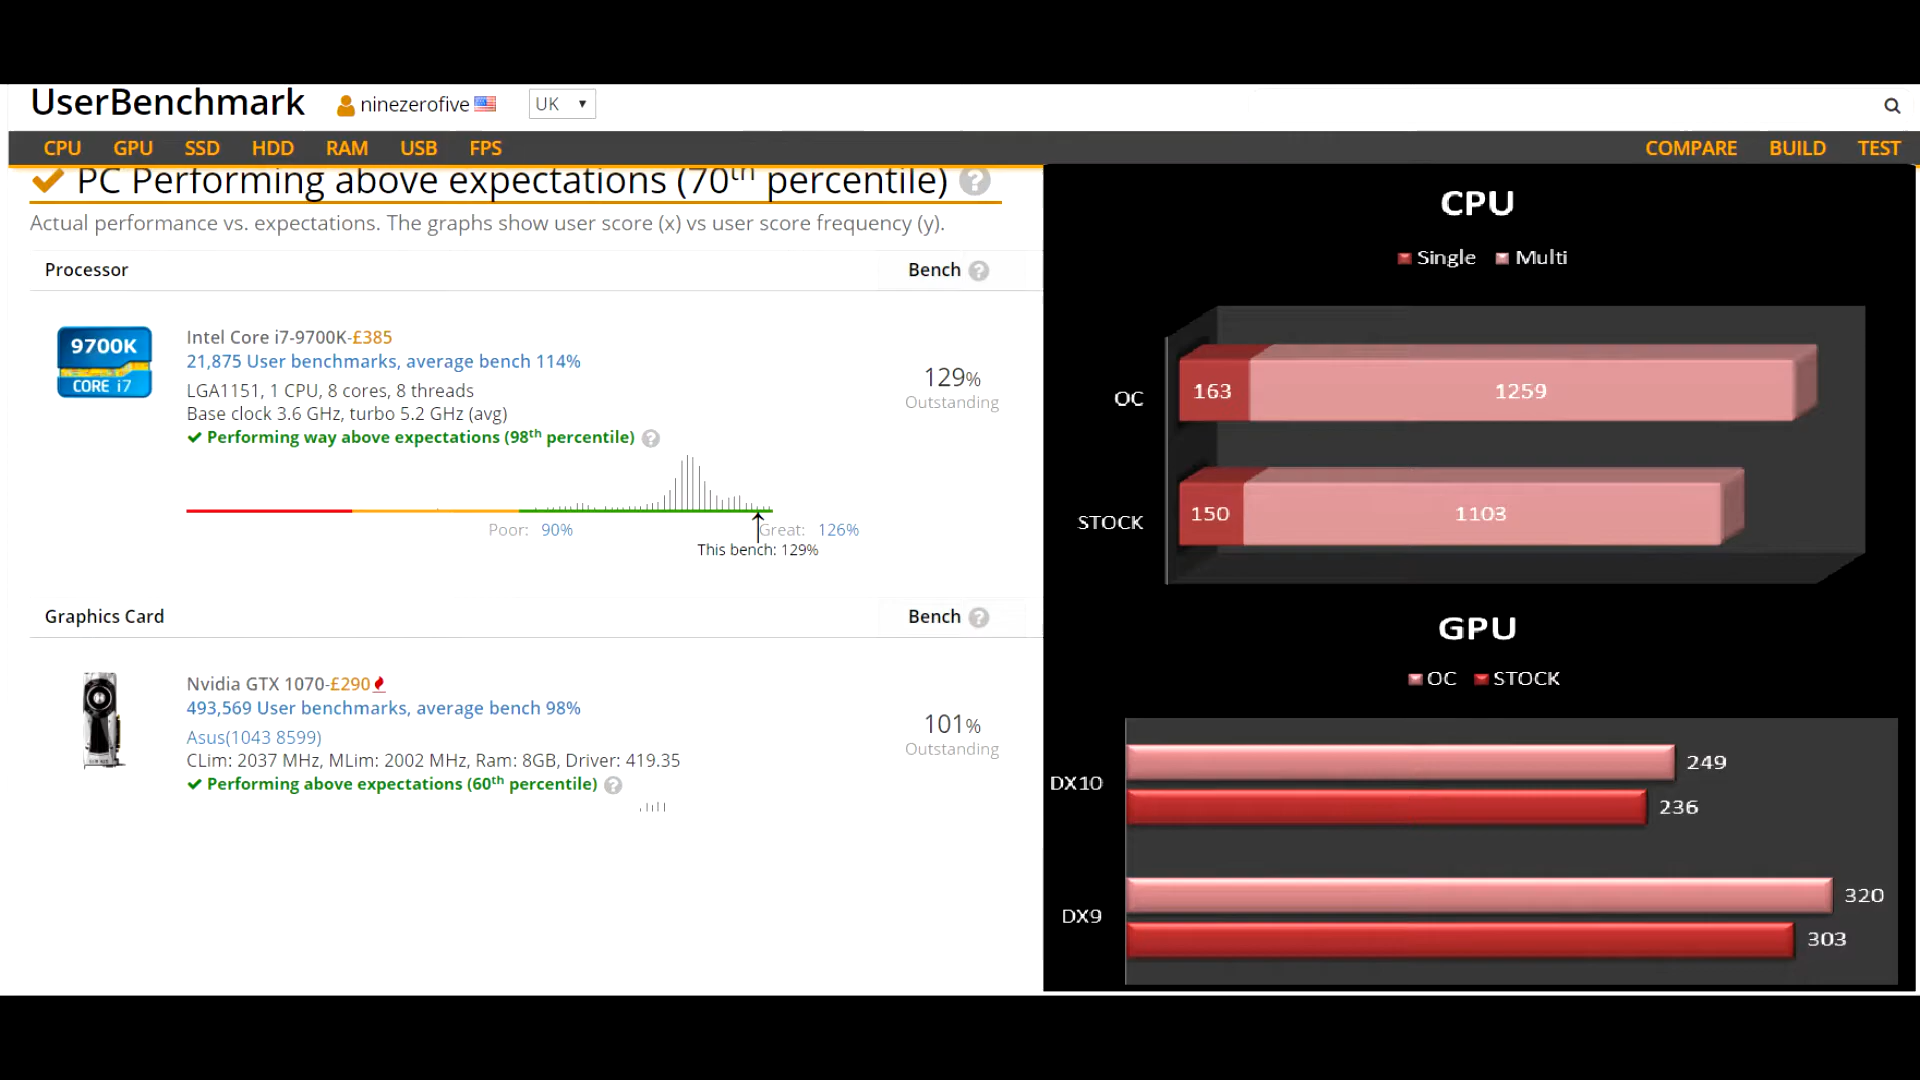 UserBenchmark
ninezerofive
UK
CPU GPU SSD HDD RAM USB FPS
COMPARE BUILD TEST
PC Performing above expectations (70th percentile) ?
Actual performance vs. expectations. The graphs show user score (x) vs user score frequency (y).
Processor
Bench ?
9700K
CORE i7
Intel Core i7-9700K-£385
21,875 User benchmarks, average bench 114%
LGA1151, 1 CPU, 8 cores, 8 threads
Base clock 3.6 GHz, turbo 5.2 GHz (avg)
Performing way above expectations (98th percentile) ?
129%
Outstanding
Poor: 90%
Great: 126%
This bench: 129%
Graphics Card
Bench ?
Nvidia GTX 1070-£290
493,569 User benchmarks, average bench 98%
Asus(1043 8599)
CLim: 2037 MHz, MLim: 2002 MHz, Ram: 8GB, Driver: 419.35
Performing above expectations (60th percentile) ?
101%
Outstanding
CPU
Single Multi
OC 163 1259
STOCK 150 1103
GPU
OC STOCK
DX10
249
236
DX9
320
303